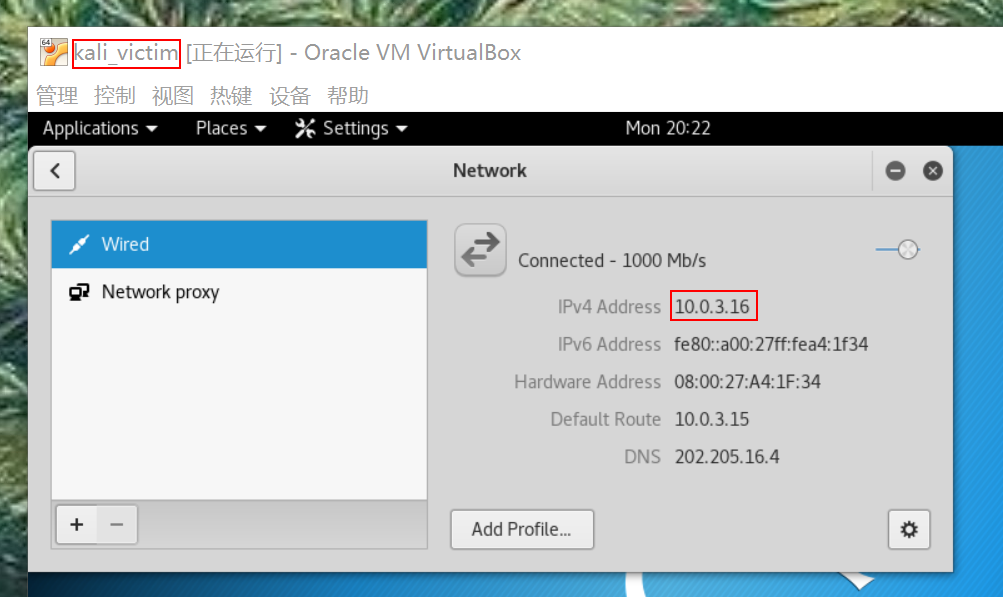 64
kali_victim [正在运行] - Oracle VM VirtualBox
管理 控制 视图 热键 设备 帮助
Applications Places Settings Mon 20:22
Network
Wired
Network proxy
Connected - 1000 Mb/s
IPv4 Address 10.0.3.16
IPv6 Address fe80::a00:27ff:fea4:1f34
Hardware Address 08:00:27:A4:1F:34
Default Route 10.0.3.15
DNS 202.205.16.4
+ −
Add Profile...